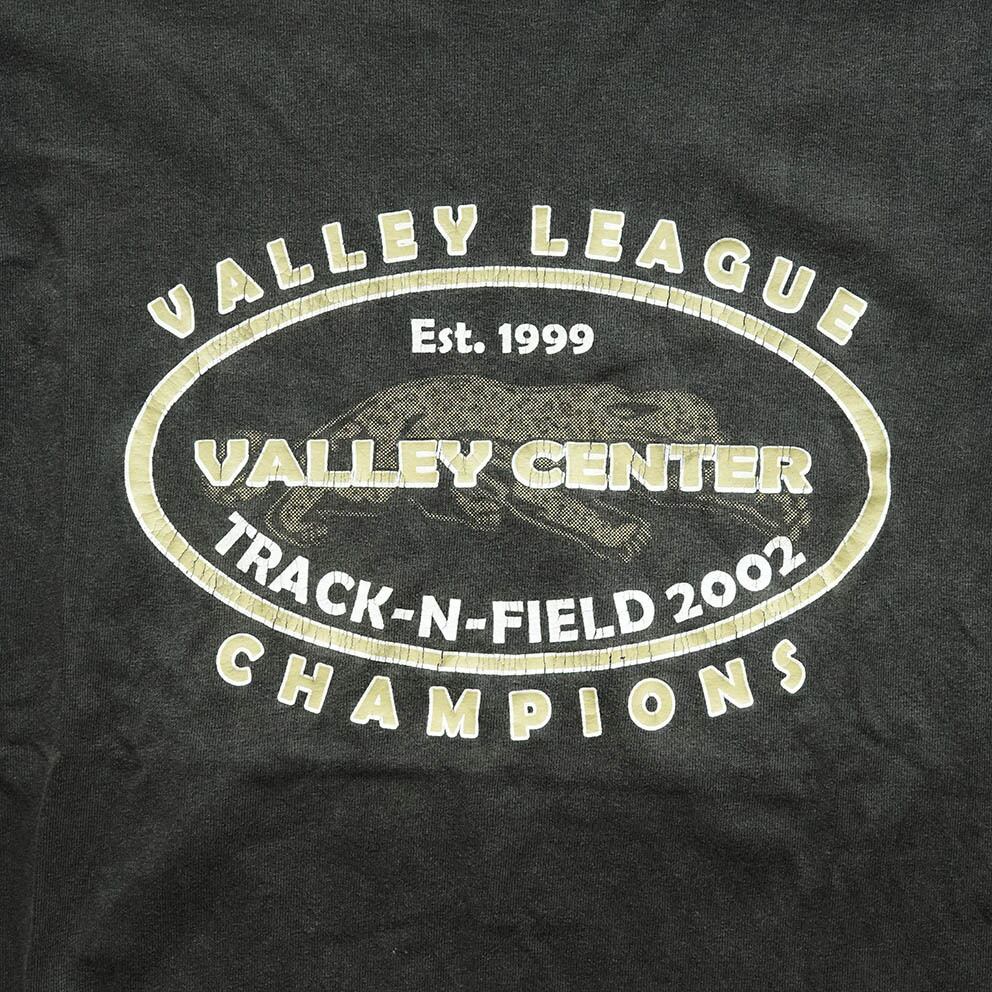 VALLEY LEAGUE
Est. 1999
VALLEY CENTER
TRACK-N-FIELD 2002
CHAMPIONS